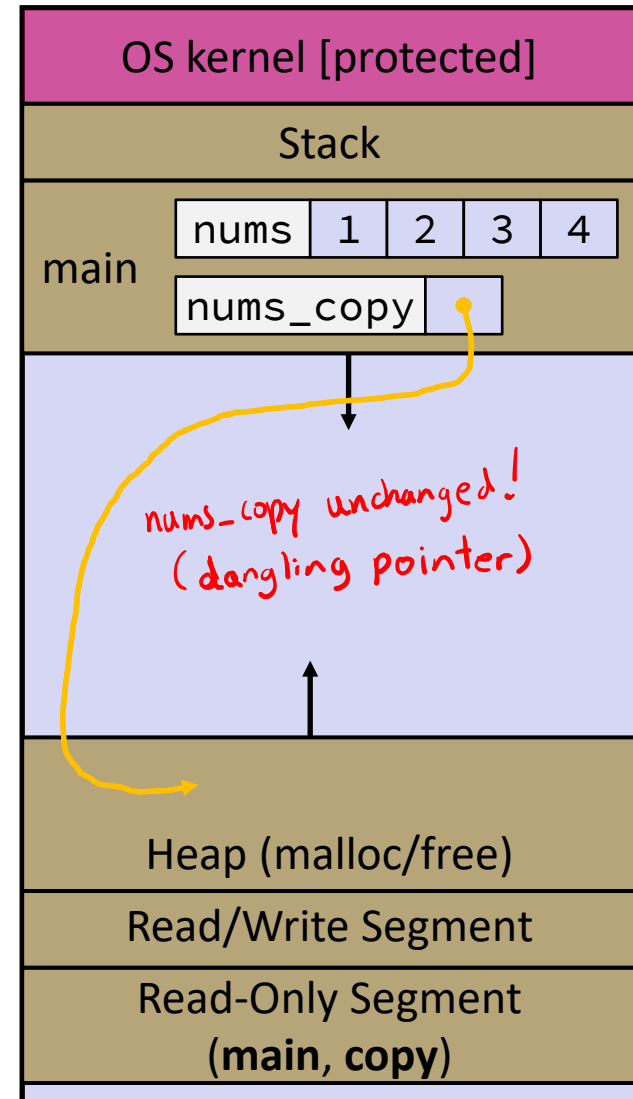 OS kernel [protected]
Stack
main
nums 1 2 3 4
nums_copy
nums_copy unchanged!
(dangling pointer)
Heap (malloc/free)
Read/Write Segment
Read-Only Segment
(main, copy)